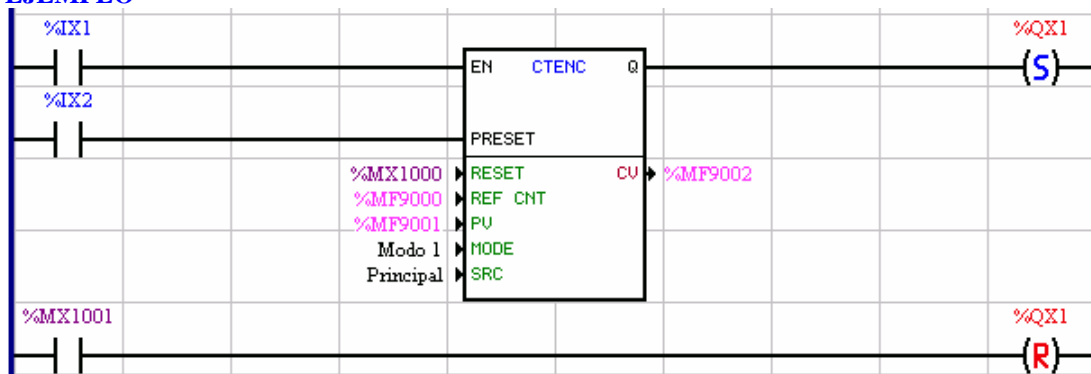 EJEMPLO
%IX1 %QX1
EN CTENC Q (S)
%IX2
PRESET
%MX1000 RESET CV %MF9002
%MF9000 REF CNT
%MF9001 PV
Modo 1 MODE
Principal SRC
%MX1001 %QX1
(R)